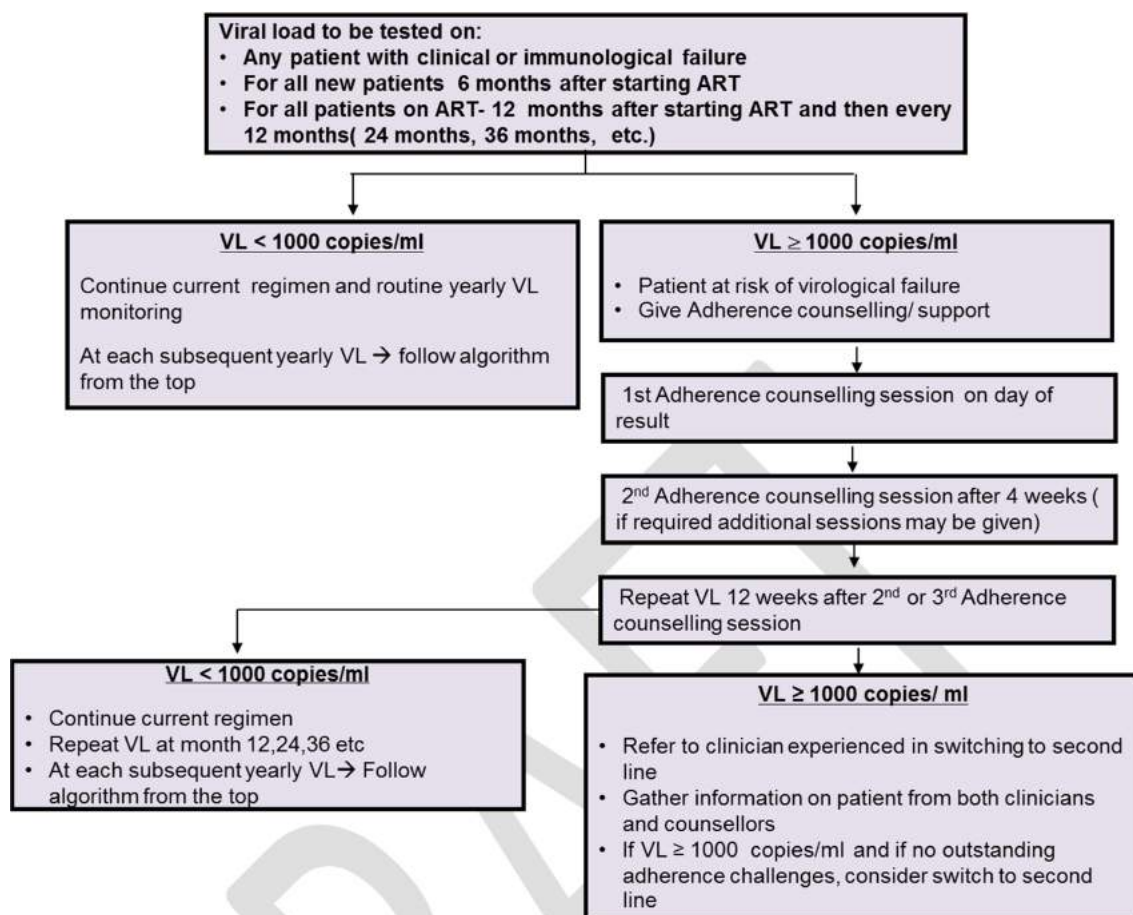 Viral load to be tested on:
• Any patient with clinical or immunological failure
• For all new patients 6 months after starting ART
• For all patients on ART- 12 months after starting ART and then every
12 months( 24 months, 36 months, etc.)
VL < 1000 copies/ml
Continue current regimen and routine yearly VL
monitoring
At each subsequent yearly VL → follow algorithm
from the top
VL ≥ 1000 copies/ml
• Patient at risk of virological failure
• Give Adherence counselling/ support
1st Adherence counselling session on day of
result
2nd Adherence counselling session after 4 weeks (
if required additional sessions may be given)
Repeat VL 12 weeks after 2nd or 3rd Adherence
counselling session
VL < 1000 copies/ml
• Continue current regimen
• Repeat VL at month 12,24,36 etc
• At each subsequent yearly VL→ Follow
algorithm from the top
VL ≥ 1000 copies/ ml
• Refer to clinician experienced in switching to second
line
• Gather information on patient from both clinicians
and counsellors
• If VL ≥ 1000 copies/ml and if no outstanding
adherence challenges, consider switch to second
line